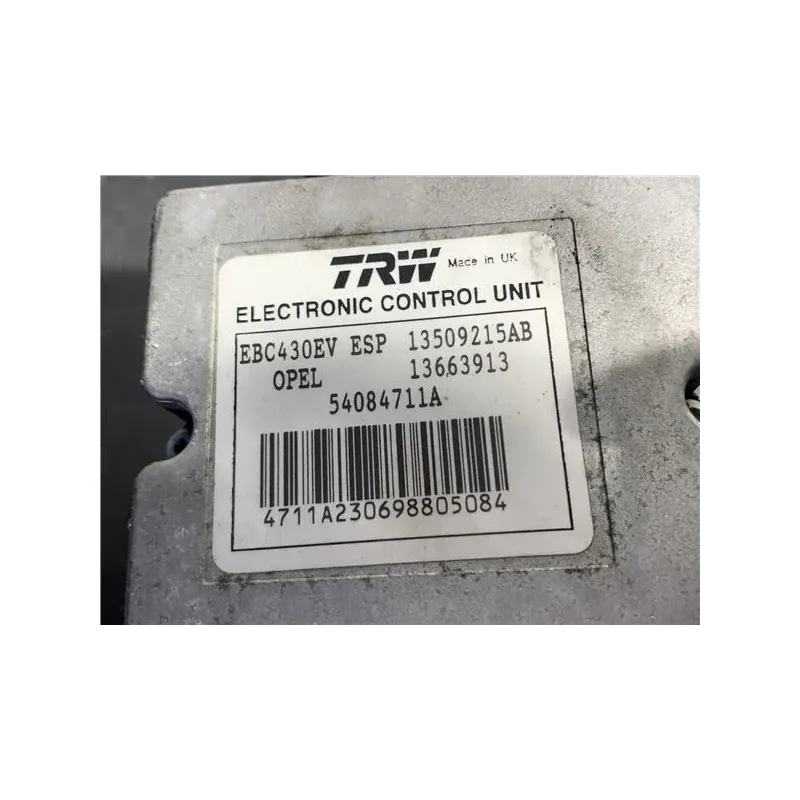 TRW Made in UK
ELECTRONIC CONTROL UNIT
EBC430EV ESP 13509215AB
OPEL 13663913
54084711A
4711A230698805084